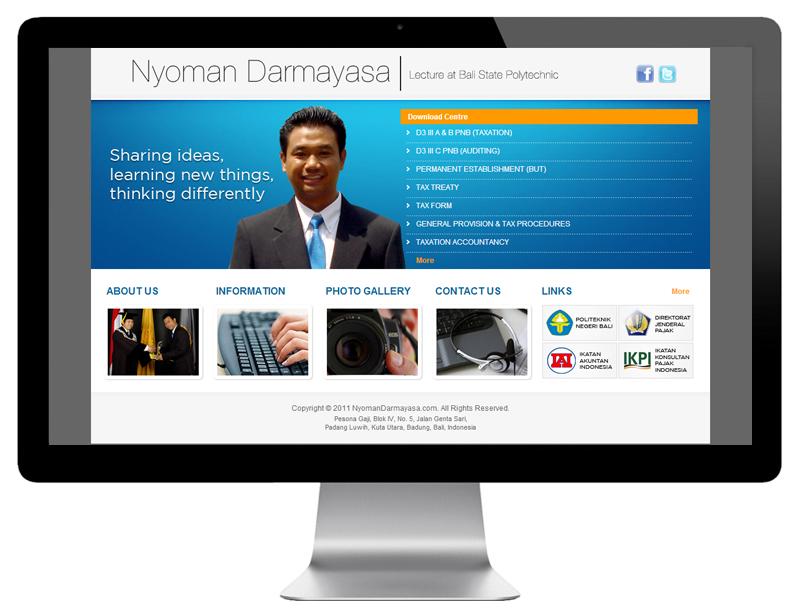 Nyoman Darmayasa
Lecture at Bali State Polytechnic
Sharing ideas,
learning new things,
thinking differently
Download Centre
D3 III A & B PNB (TAXATION)
D3 III C PNB (AUDITING)
PERMANENT ESTABLISHMENT (BUT)
TAX TREATY
TAX FORM
GENERAL PROVISION & TAX PROCEDURES
TAXATION ACCOUNTANCY
More
ABOUT US
INFORMATION
PHOTO GALLERY
CONTACT US
LINKS
More
POLITEKNIK
NEGERI BALI
DIREKTORAT
JENDERAL
PAJAK
IAI
IKATAN
AKUNTAN
INDONESIA
IKPI
IKATAN
KONSULTAN
PAJAK
INDONESIA
Copyright © 2011 NyomanDarmayasa.com. All Rights Reserved.
Pesona Gaji, Blok IV, No. 5, Jalan Genta Sari,
Padang Luwih, Kuta Utara, Badung, Bali, Indonesia